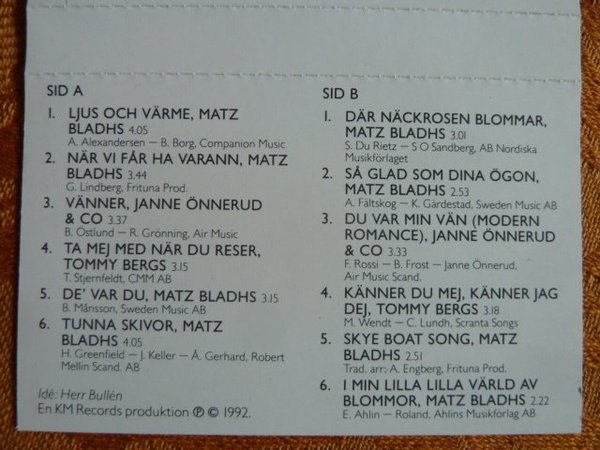 SID A
1. LJUS OCH VÄRME, MATZ
BLADHS 4.05
A. Alexandersen – B. Borg, Companion Music
2. NÄR VI FÅR HA VARANN, MATZ
BLADHS 3.44
G. Lindberg, Frituna Prod.
3. VÄNNER, JANNE ÖNNERUD
& CO 3.37
B. Östlund – R. Grönning, Air Music
4. TA MEJ MED NÄR DU RESER,
TOMMY BERGS 3.15
T. Stjernfeldt, CMM AB
5. DE' VAR DU, MATZ BLADHS 3.15
B. Månsson, Sweden Music AB
6. TUNNA SKIVOR, MATZ
BLADHS 4.05
H. Greenfield – J. Keller – Å. Gerhard, Robert
Mellin Scand. AB
Idé: Herr Bullén
En KM Records produktion ℗ © 1992.
SID B
1. DÄR NÄCKROSEN BLOMMAR,
MATZ BLADHS 3.01
S. Du Rietz – S O Sandberg, AB Nordiska
Musikförlaget
2. SÅ GLAD SOM DINA ÖGON,
MATZ BLADHS 2.53
A. Fältskog – K. Gärdestad, Sweden Music AB
3. DU VAR MIN VÄN (MODERN
ROMANCE), JANNE ÖNNERUD
& CO 3.33
F. Rossi – B. Frost – Janne Önnerud,
Air Music Scand.
4. KÄNNER DU MEJ, KÄNNER JAG
DEJ, TOMMY BERGS 3.18
M. Wendt – C. Lundh, Scranta Songs
5. SKYE BOAT SONG, MATZ
BLADHS 2.51
Trad. arr: A. Engberg, Frituna Prod.
6. I MIN LILLA LILLA VÄRLD AV
BLOMMOR, MATZ BLADHS 2.22
E. Ahlin – Roland, Ahlins Musikförlag AB